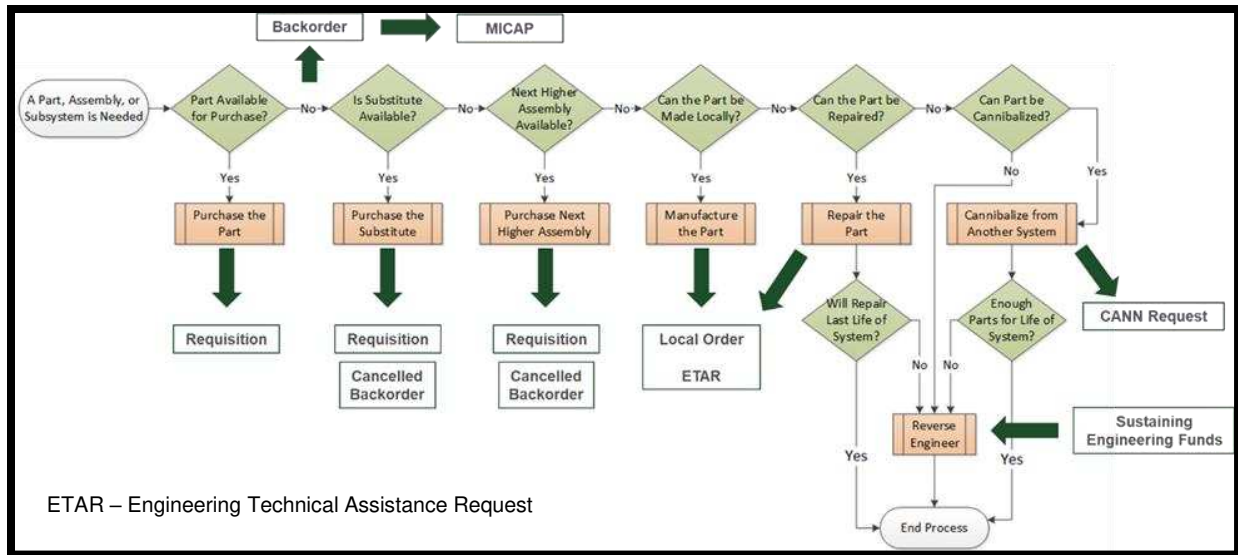 Backorder
MICAP
A Part, Assembly, or
Subsystem is Needed
Part Available
for Purchase?
No
Is Substitute
Available?
No
Next Higher
Assembly
Available?
No
Can the Part be
Made Locally?
No
Can the Part be
Repaired?
No
Can Part be
Cannibalized?
Yes
Yes
Yes
Yes
Yes
No
Yes
Purchase the
Part
Purchase the
Substitute
Purchase Next
Higher Assembly
Manufacture
the Part
Repair the
Part
Cannibalize from
Another System
Requisition
Requisition
Cancelled
Backorder
Requisition
Cancelled
Backorder
Local Order
ETAR
Will Repair
Last Life of
System?
No
Enough
Parts for Life of
System?
No
CANN Request
Reverse
Engineer
Sustaining
Engineering Funds
Yes
Yes
ETAR – Engineering Technical Assistance Request
End Process